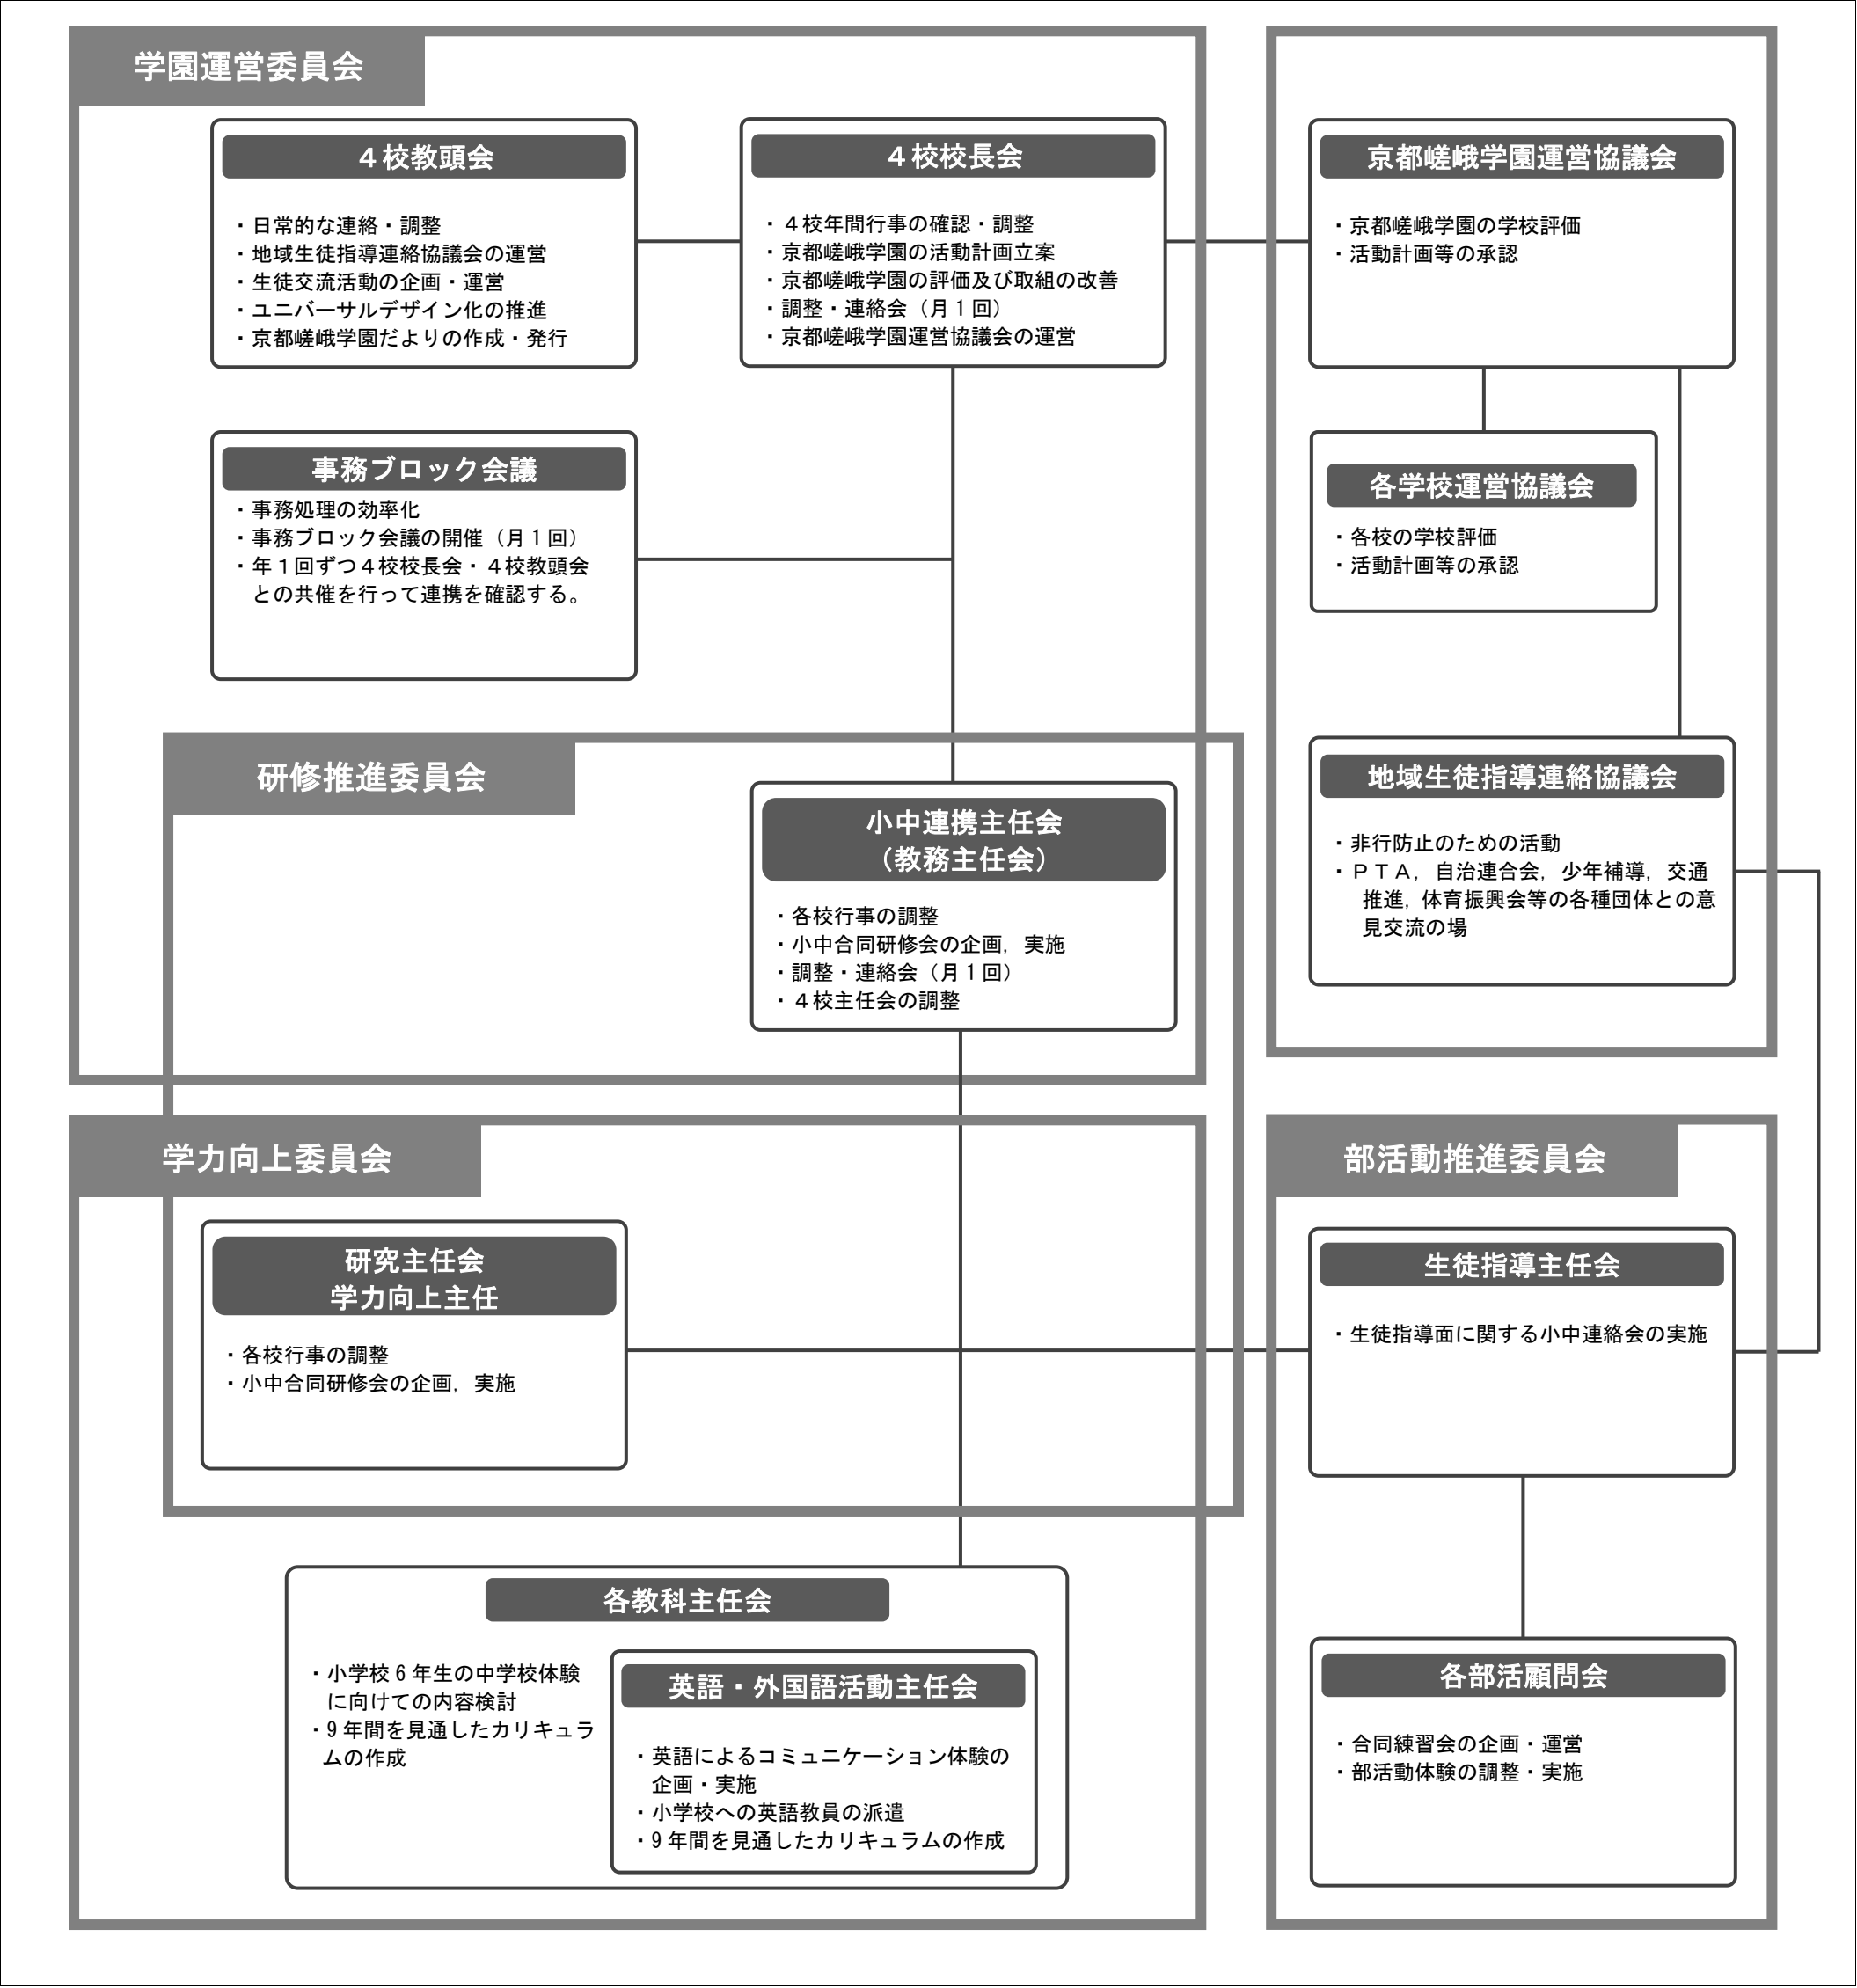 学園運営委員会
４校教頭会
・日常的な連絡・調整
・地域生徒指導連絡協議会の運営
・生徒交流活動の企画・運営
・ユニバーサルデザイン化の推進
・京都嵯峨学園だよりの作成・発行
４校校長会
・４校年間行事の確認・調整
・京都嵯峨学園の活動計画立案
・京都嵯峨学園の評価及び取組の改善
・調整・連絡会（月１回）
・京都嵯峨学園運営協議会の運営
京都嵯峨学園運営協議会
・京都嵯峨学園の学校評価
・活動計画等の承認
事務ブロック会議
・事務処理の効率化
・事務ブロック会議の開催（月１回）
・年１回ずつ４校校長会・４校教頭会
との共催を行って連携を確認する。
各学校運営協議会
・各校の学校評価
・活動計画等の承認
研修推進委員会
小中連携主任会
（教務主任会）
・各校行事の調整
・小中合同研修会の企画，実施
・調整・連絡会（月１回）
・４校主任会の調整
地域生徒指導連絡協議会
・非行防止のための活動
・ＰＴＡ，自治連合会，少年補導，交通
推進，体育振興会等の各種団体との意
見交流の場
学力向上委員会
研究主任会
学力向上主任
・各校行事の調整
・小中合同研修会の企画，実施
部活動推進委員会
生徒指導主任会
・生徒指導面に関する小中連絡会の実施
各教科主任会
・小学校６年生の中学校体験
に向けての内容検討
・９年間を見通したカリキュラ
ムの作成
英語・外国語活動主任会
・英語によるコミュニケーション体験の
企画・実施
・小学校への英語教員の派遣
・９年間を見通したカリキュラムの作成
各部活顧問会
・合同練習会の企画・運営
・部活動体験の調整・実施